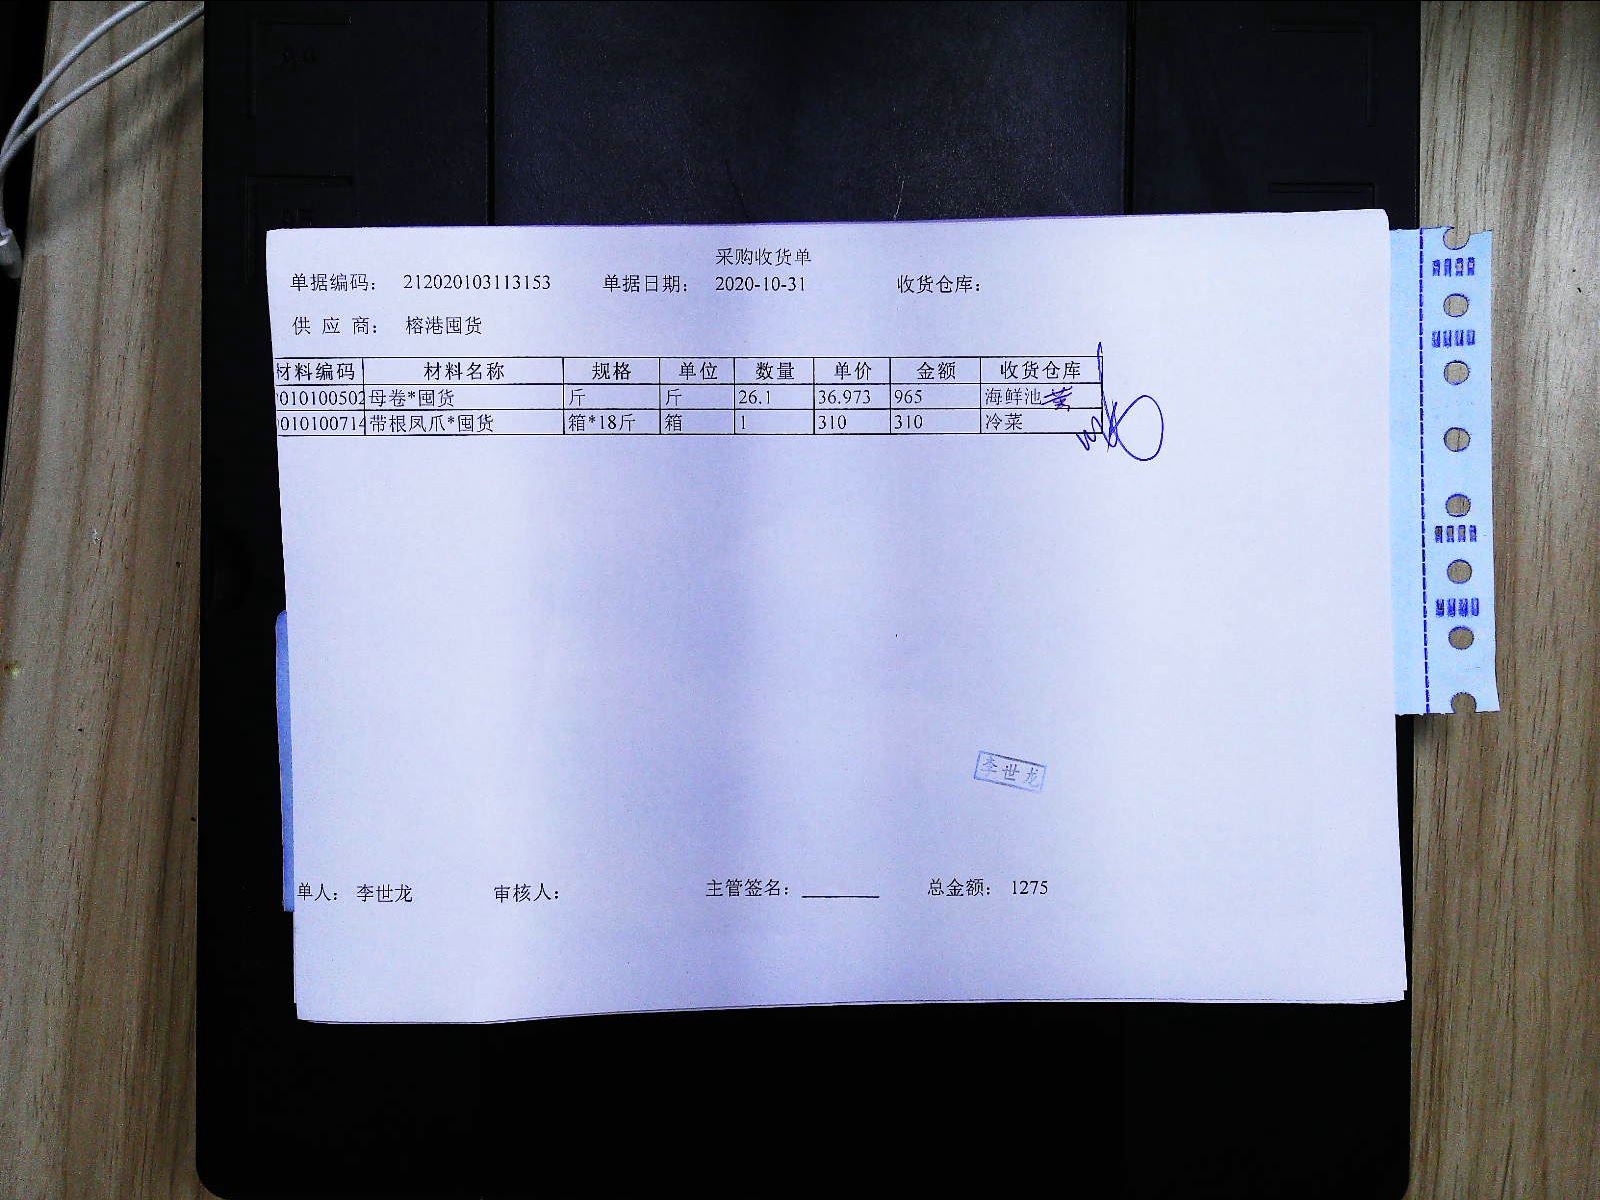 采购收货单
单据编码： 212020103113153 单据日期： 2020-10-31 收货仓库：
供 应 商： 榕港囤货
材料编码 材料名称 规格 单位 数量 单价 金额 收货仓库
010100502 母卷*囤货 斤 斤 26.1 36.973 965 海鲜池
010100714 带根凤爪*囤货 箱*18斤 箱 1 310 310 冷菜
李世龙
单人： 李世龙 审核人： 主管签名： 总金额： 1275